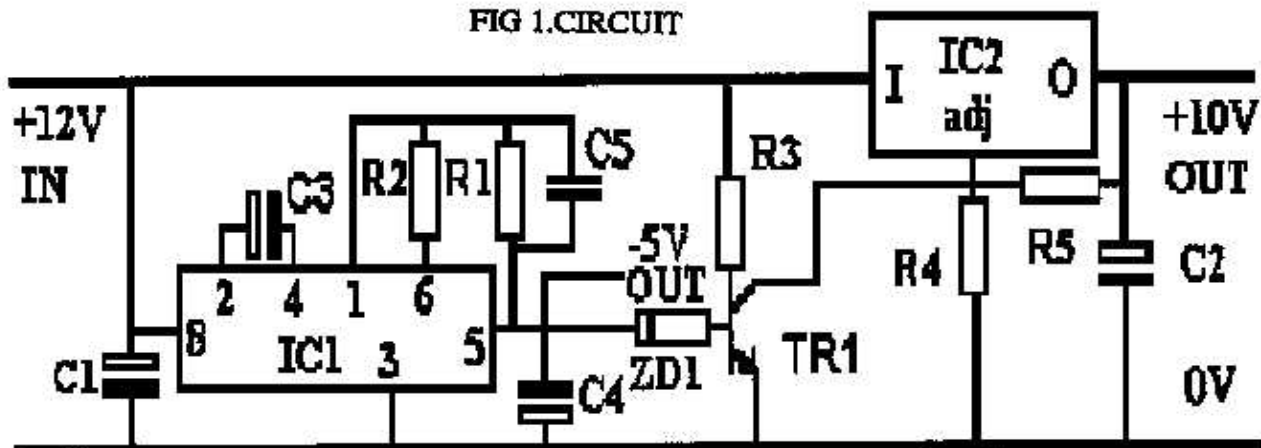 FIG 1.CIRCUIT
IC2
I
O
adj
+12V
IN
+10V
OUT
C3
R2
R1
C5
R3
-5V
OUT
R4
R5
C2
2
4
1
6
8
IC1
3
5
C1
ZD1
C4
TR1
0V